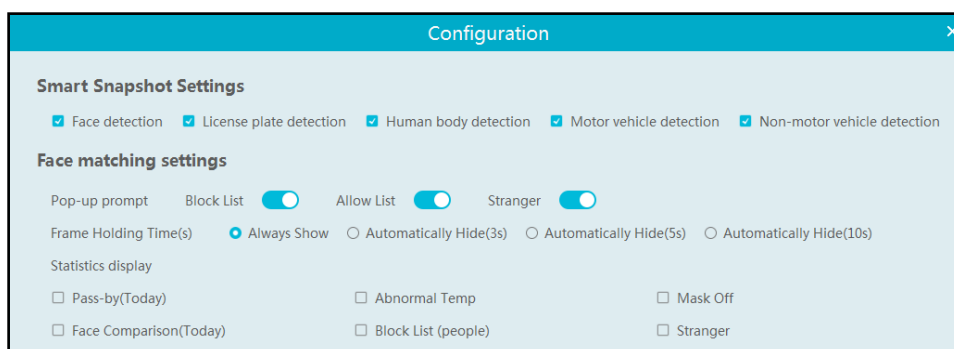 Configuration
Smart Snapshot Settings
Face detection License plate detection Human body detection Motor vehicle detection Non-motor vehicle detection
Face matching settings
Pop-up prompt Block List Allow List Stranger
Frame Holding Time(s) Always Show Automatically Hide(3s) Automatically Hide(5s) Automatically Hide(10s)
Statistics display
Pass-by(Today) Abnormal Temp Mask Off
Face Comparison(Today) Block List (people) Stranger